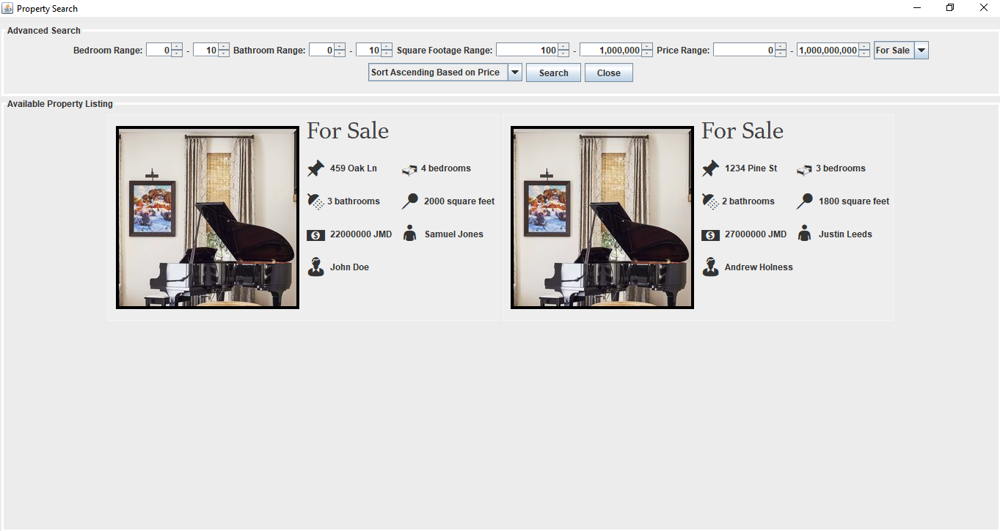 Property Search
Advanced Search
Bedroom Range: 0 - 10 Bathroom Range: 0 - 10 Square Footage Range: 100 - 1,000,000 Price Range: 0 - 1,000,000,000 For Sale
Sort Ascending Based on Price Search Close
Available Property Listing
For Sale
459 Oak Ln 4 bedrooms
3 bathrooms 2000 square feet
$ 22000000 JMD Samuel Jones
John Doe
For Sale
1234 Pine St 3 bedrooms
2 bathrooms 1800 square feet
$ 27000000 JMD Justin Leeds
Andrew Holness